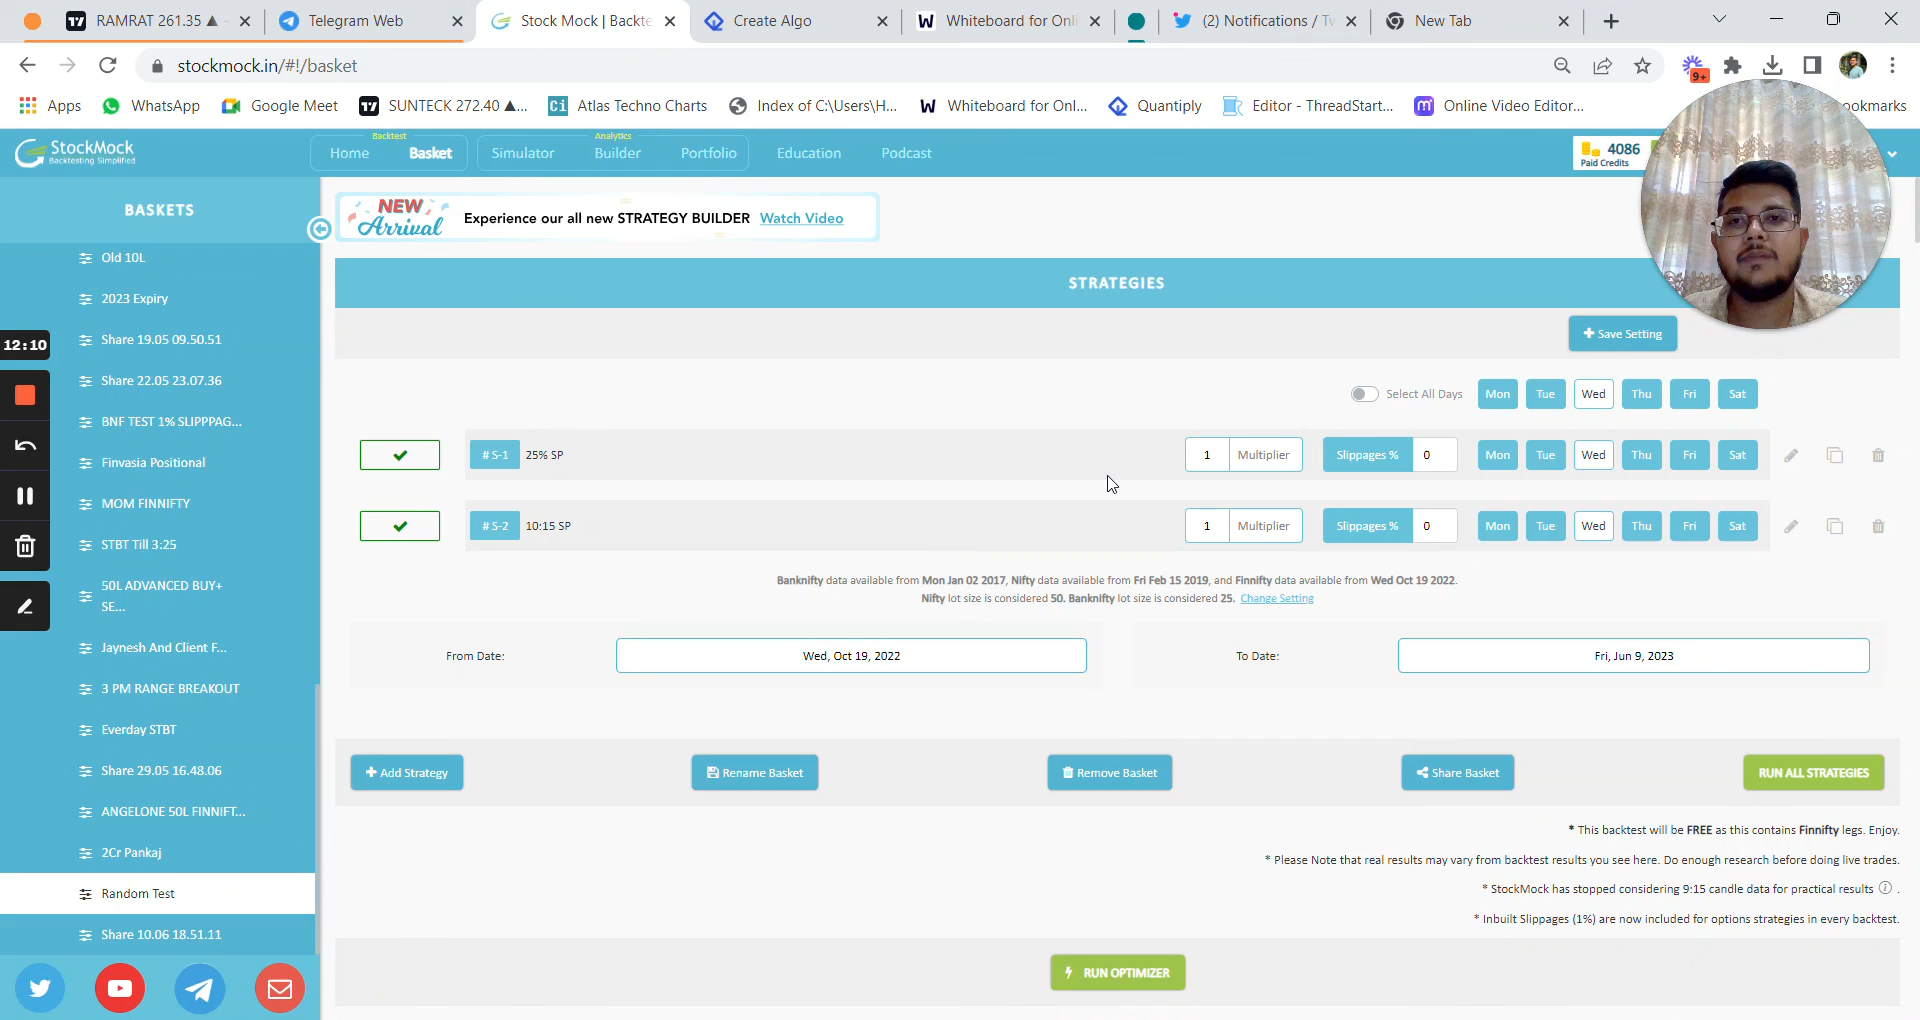 RAMRAT 261.35 ▲ -
Telegram Web
Stock Mock | Backte
Create Algo
Whiteboard for Onli
(2) Notifications / Tw
New Tab
stockmock.in/#!/basket
9+
Apps
WhatsApp
Google Meet
SUNTECK 272.40 ▲...
Atlas Techno Charts
Index of C:\Users\H...
Whiteboard for Onl...
Quantiply
Editor - ThreadStart...
Online Video Editor...
ookmarks
StockMock
Backtesting Simplified
Backtest
Home
Basket
Analytics
Simulator
Builder
Portfolio
Education
Podcast
4086
Paid Credits
BASKETS
Old 10L
2023 Expiry
Share 19.05 09.50.51
Share 22.05 23.07.36
BNF TEST 1% SLIPPPAG...
Finvasia Positional
MOM FINNIFTY
STBT Till 3:25
50L ADVANCED BUY+
SE...
Jaynesh And Client F...
3 PM RANGE BREAKOUT
Everday STBT
Share 29.05 16.48.06
ANGELONE 50L FINNIFT...
2Cr Pankaj
Random Test
Share 10.06 18.51.11
12:10
NEW
Arrival
Experience our all new STRATEGY BUILDER Watch Video
STRATEGIES
+ Save Setting
Select All Days Mon Tue Wed Thu Fri Sat
# S-1 25% SP 1 Multiplier Slippages % 0 Mon Tue Wed Thu Fri Sat
# S-2 10:15 SP 1 Multiplier Slippages % 0 Mon Tue Wed Thu Fri Sat
Banknifty data available from Mon Jan 02 2017, Nifty data available from Fri Feb 15 2019, and Finnifty data available from Wed Oct 19 2022.
Nifty lot size is considered 50. Banknifty lot size is considered 25. Change Setting
From Date: Wed, Oct 19, 2022 To Date: Fri, Jun 9, 2023
+ Add Strategy
Rename Basket
Remove Basket
Share Basket
RUN ALL STRATEGIES
* This backtest will be FREE as this contains Finnifty legs. Enjoy.
* Please Note that real results may vary from backtest results you see here. Do enough research before doing live trades.
* StockMock has stopped considering 9:15 candle data for practical results ⓘ .
* Inbuilt Slippages (1%) are now included for options strategies in every backtest.
RUN OPTIMIZER